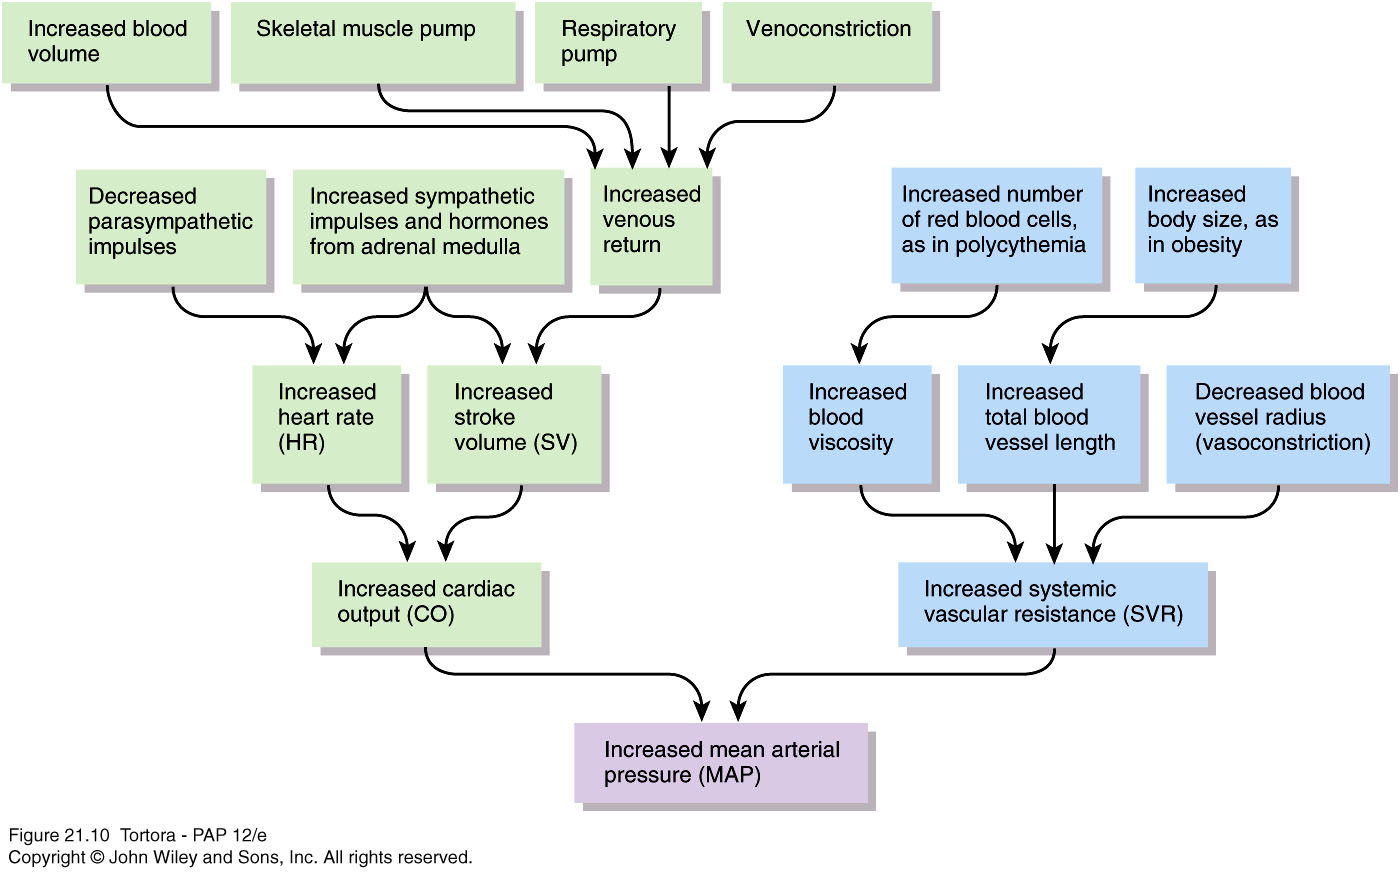 Increased blood
volume
Skeletal muscle pump
Respiratory
pump
Venoconstriction
Decreased
parasympathetic
impulses
Increased sympathetic
impulses and hormones
from adrenal medulla
Increased
venous
return
Increased number
of red blood cells,
as in polycythemia
Increased
body size, as
in obesity
Increased
heart rate
(HR)
Increased
stroke
volume (SV)
Increased
blood
viscosity
Increased
total blood
vessel length
Decreased blood
vessel radius
(vasoconstriction)
Increased cardiac
output (CO)
Increased systemic
vascular resistance (SVR)
Increased mean arterial
pressure (MAP)
Figure 21.10 Tortora - PAP 12/e
Copyright © John Wiley and Sons, Inc. All rights reserved.